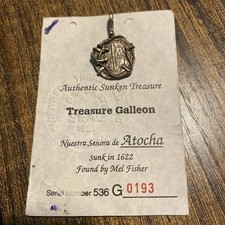 Authentic Sunken Treasure
Treasure Galleon
Nuestra Senora de Atocha
Sunk in 1622
Found by Mel Fisher
Serial Number 536 G 0193